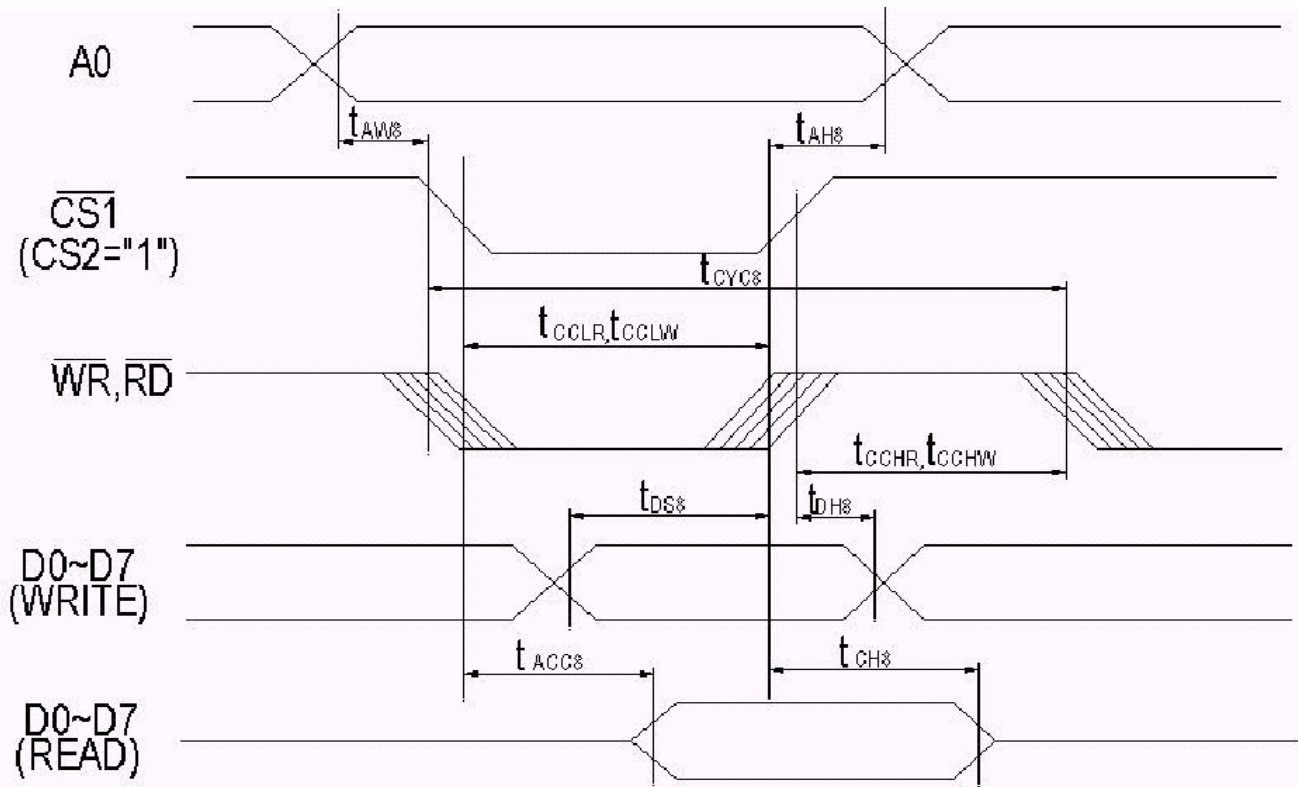 A0
tAW8
tAH8
CS1
(CS2="1")
tCYC8
tCCLR,tCCLW
WR,RD
tCCHR,tCCHW
tDS8
tDH8
D0~D7
(WRITE)
tACC8
tCH8
D0~D7
(READ)